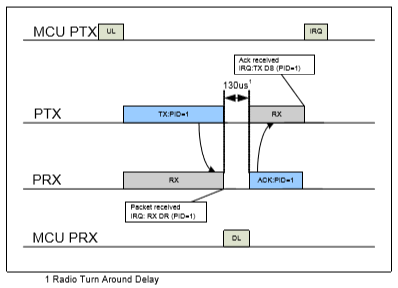 MCU PTX
UL
IRQ
Ack received
IRQ:TX DS (PID=1)
130us1
PTX
TX:PID=1
RX
PRX
RX
ACK:PID=1
Packet received
IRQ: RX DR (PID=1)
MCU PRX
DL
1 Radio Turn Around Delay